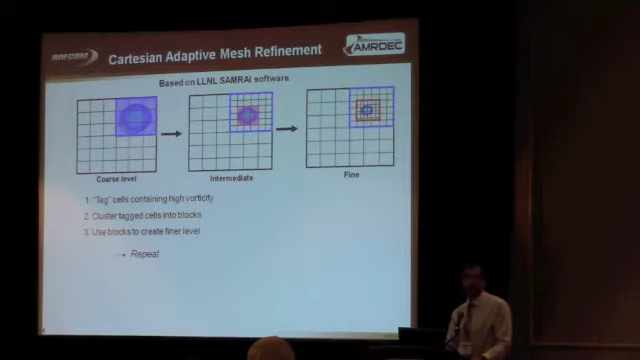 RDECOM
Cartesian Adaptive Mesh Refinement
AMRDEC
Based on LLNL SAMRAI software
Coarse level
Intermediate
Fine
1. "Tag" cells containing high vorticity
2. Cluster tagged cells into blocks
3. Use blocks to create finer level
→ Repeat